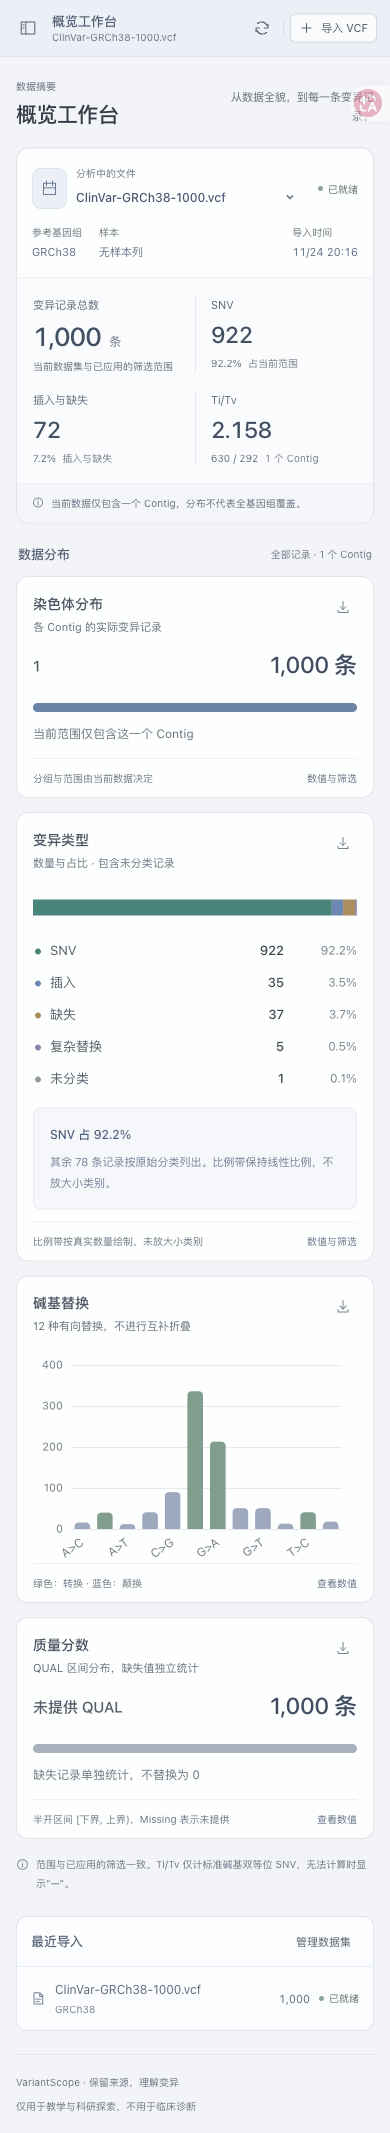 概览工作台
ClinVar-GRCh38-1000.vcf
导入 VCF
数据摘要
概览工作台
从数据全貌，到每一条变异记
录。
分析中的文件
ClinVar-GRCh38-1000.vcf
已就绪
参考基因组 样本 导入时间
GRCh38 无样本列 11/24 20:16
变异记录总数
1,000 条
当前数据集与已应用的筛选范围
SNV
922
92.2% 占当前范围
插入与缺失
72
7.2% 插入与缺失
Ti/Tv
2.158
630 / 292 1 个 Contig
当前数据仅包含一个 Contig，分布不代表全基因组覆盖。
数据分布
全部记录 · 1 个 Contig
染色体分布
各 Contig 的实际变异记录
1 1,000 条
当前范围仅包含这一个 Contig
分组与范围由当前数据决定 数值与筛选
变异类型
数量与占比 · 包含未分类记录
SNV 922 92.2%
插入 35 3.5%
缺失 37 3.7%
复杂替换 5 0.5%
未分类 1 0.1%
SNV 占 92.2%
其余 78 条记录按原始分类列出。比例带保持线性比例，不
放大小类别。
比例带按真实数量绘制，未放大小类别 数值与筛选
碱基替换
12 种有向替换，不进行互补折叠
400
300
200
100
0
A>C A>T C>G G>A G>T T>C
绿色：转换 · 蓝色：颠换 查看数值
质量分数
QUAL 区间分布，缺失值独立统计
未提供 QUAL 1,000 条
缺失记录单独统计，不替换为 0
半开区间 [下界, 上界)，Missing 表示未提供 查看数值
范围与已应用的筛选一致。Ti/Tv 仅计标准碱基双等位 SNV，无法计算时显
示“—”。
最近导入 管理数据集
ClinVar-GRCh38-1000.vcf
GRCh38
1,000 已就绪
VariantScope · 保留来源，理解变异
仅用于教学与科研探索，不用于临床诊断